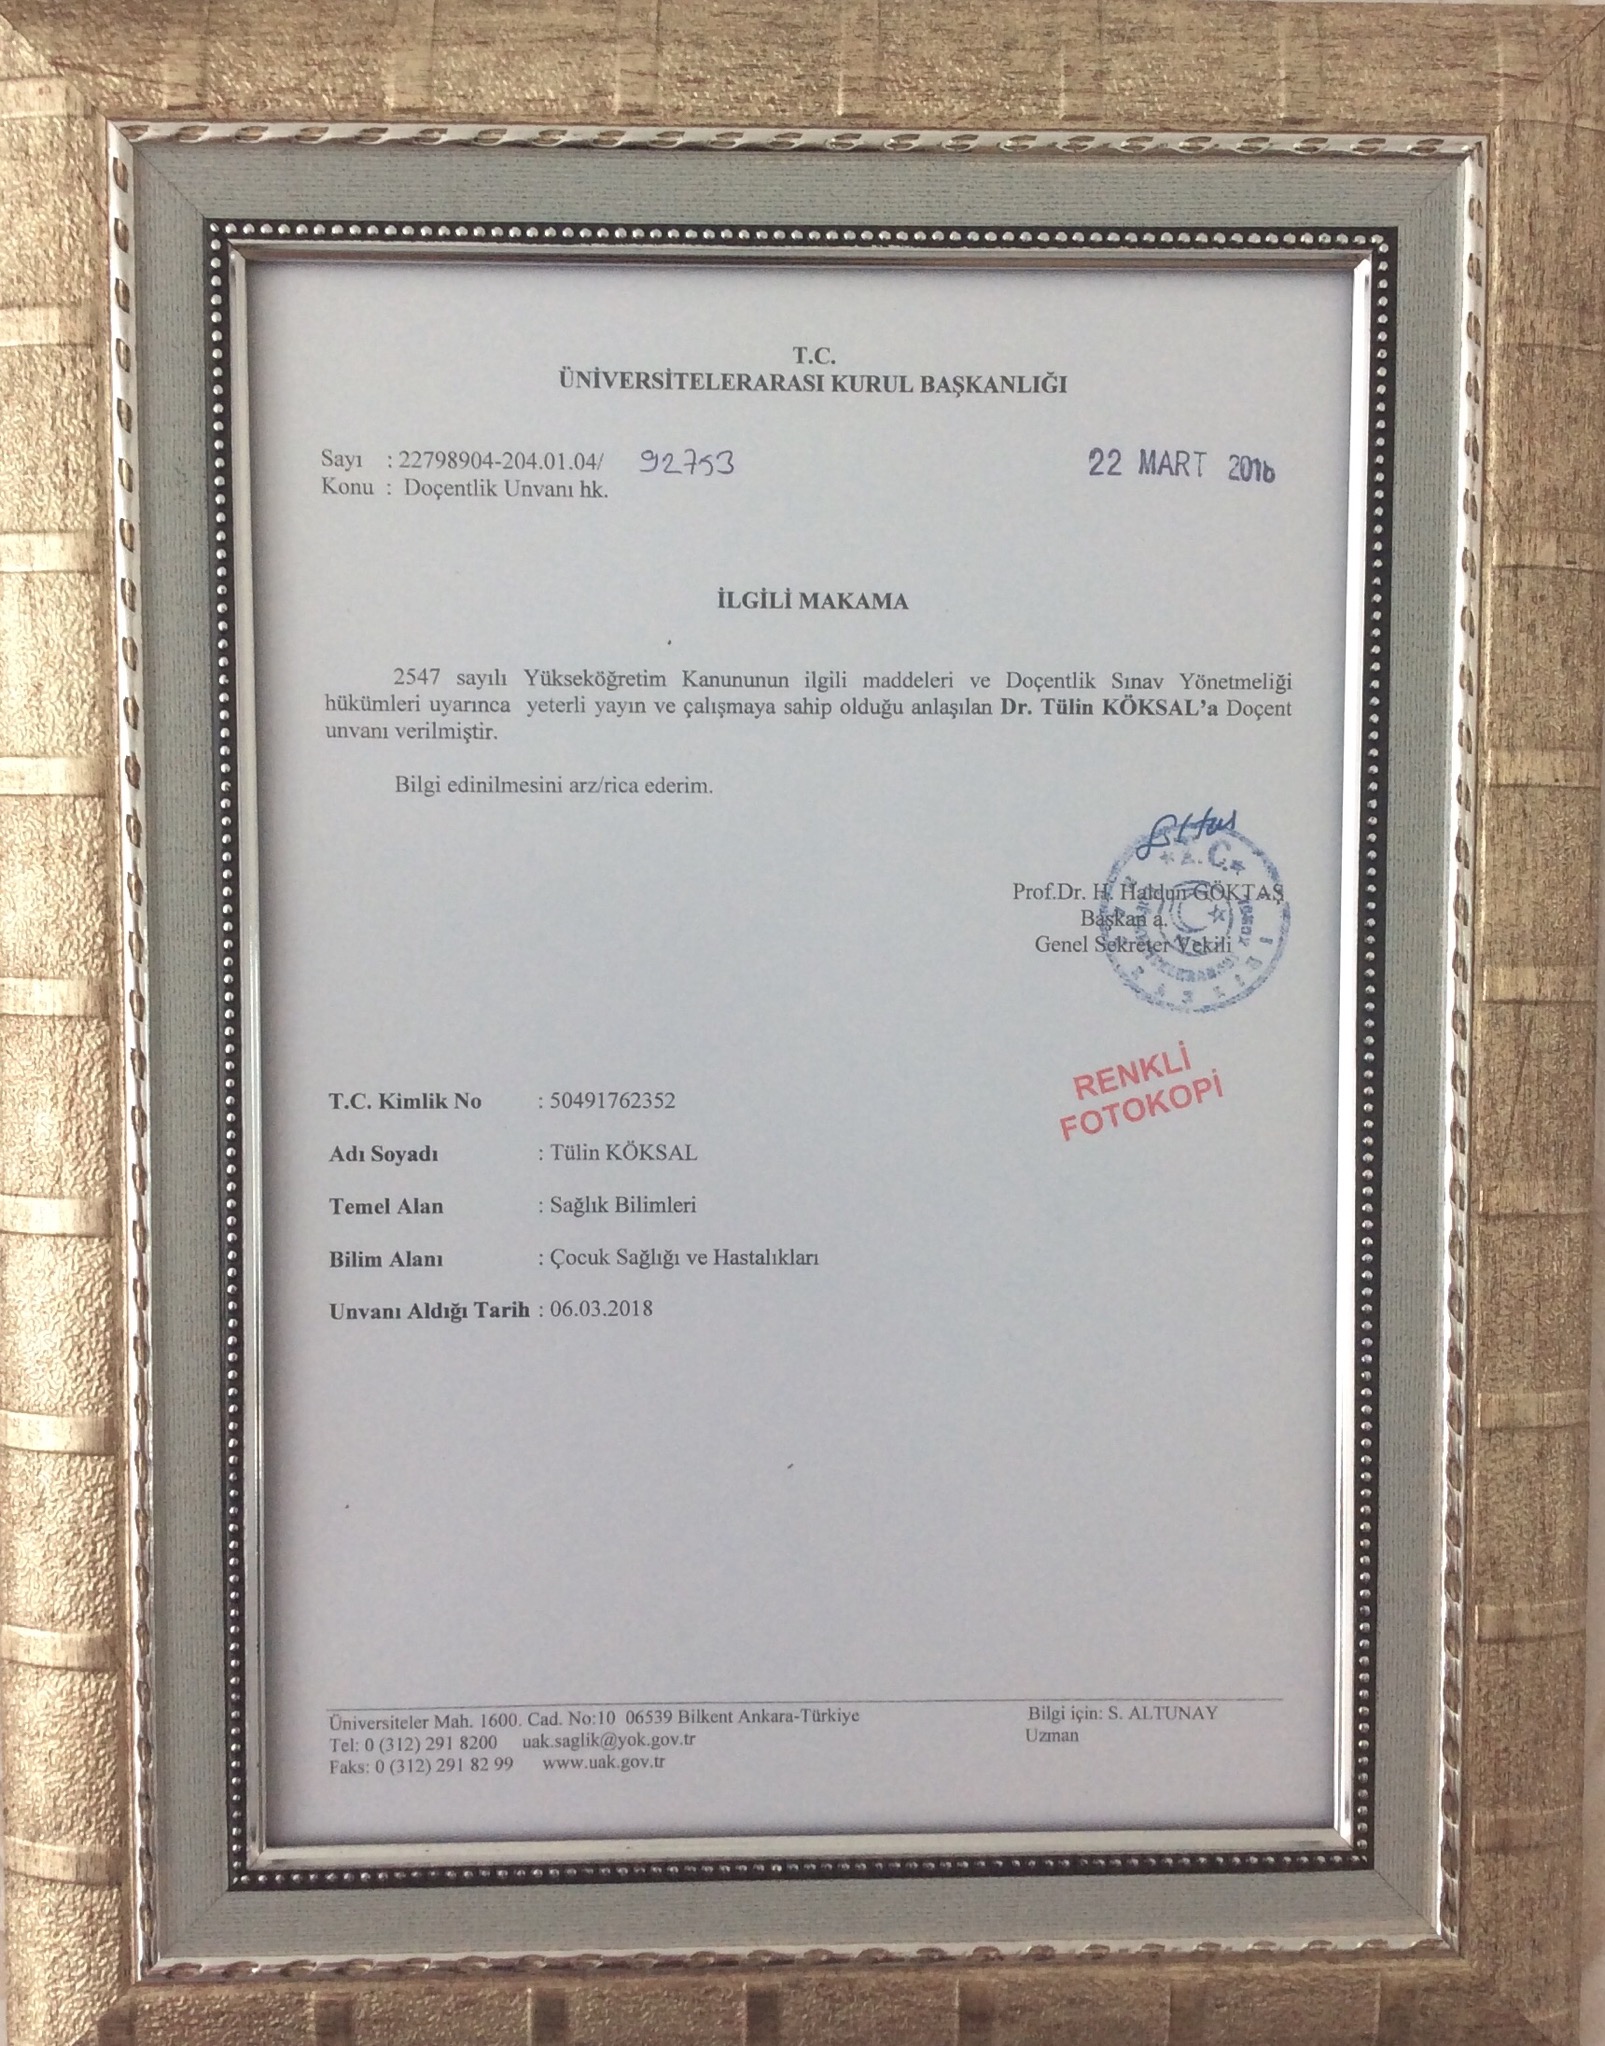 T.C.
ÜNİVERSİTELERARASI KURUL BAŞKANLIĞI
Sayı : 22798904-204.01.04/ 92753 22 MART 2018
Konu : Doçentlik Unvanı hk.
İLGİLİ MAKAMA
2547 sayılı Yükseköğretim Kanununun ilgili maddeleri ve Doçentlik Sınav Yönetmeliği
hükümleri uyarınca yeterli yayın ve çalışmaya sahip olduğu anlaşılan Dr. Tülin KÖKSAL'a Doçent
unvanı verilmiştir.
Bilgi edinilmesini arz/rica ederim.
T.C.
Prof.Dr. H. Haldun GÖKTAŞ
Başkan a.
Genel Sekreter Vekili
RENKLİ
FOTOKOPİ
T.C. Kimlik No : 50491762352
Adı Soyadı : Tülin KÖKSAL
Temel Alan : Sağlık Bilimleri
Bilim Alanı : Çocuk Sağlığı ve Hastalıkları
Unvanı Aldığı Tarih : 06.03.2018
Üniversiteler Mah. 1600. Cad. No:10 06539 Bilkent Ankara-Türkiye Bilgi için: S. ALTUNAY
Tel: 0 (312) 291 8200 uak.saglik@yok.gov.tr Uzman
Faks: 0 (312) 291 82 99 www.uak.gov.tr